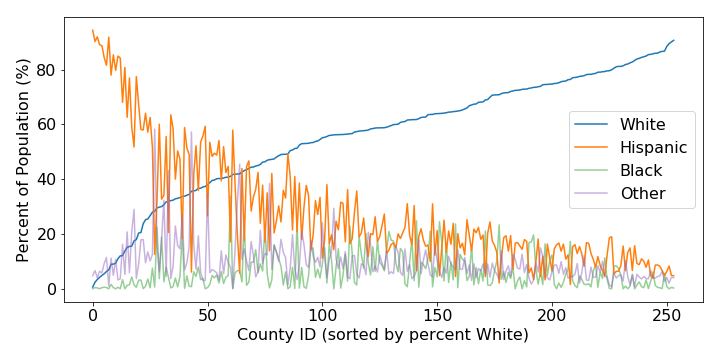 Percent of Population (%)
80
60
40
20
0
White
Hispanic
Black
Other
0
50
100
150
200
250
County ID (sorted by percent White)